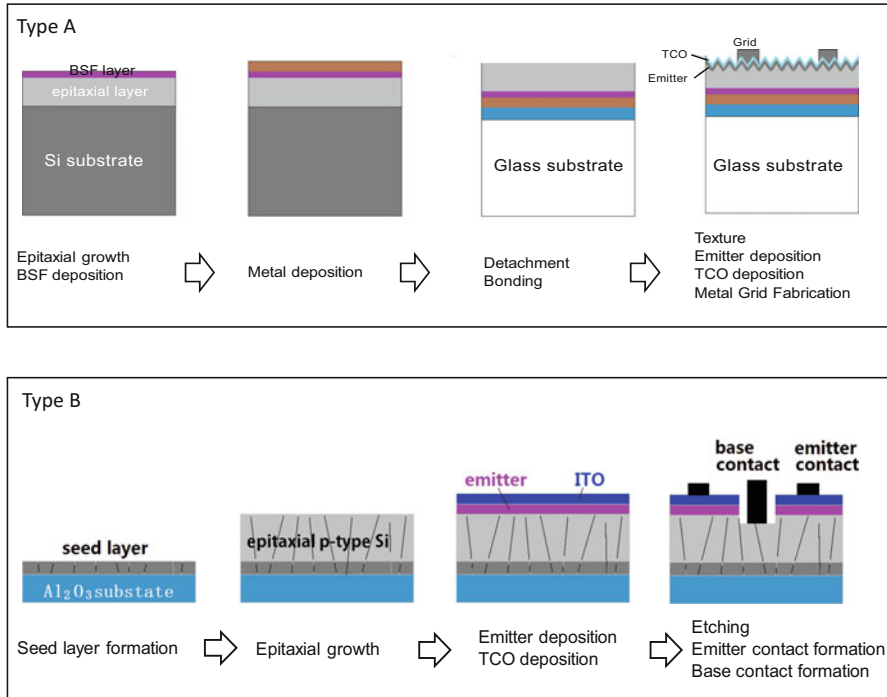 Type A
BSF layer
epitaxial layer
Si substrate
Glass substrate
TCO
Grid
Emitter
Glass substrate
Epitaxial growth
BSF deposition
Metal deposition
Detachment
Bonding
Texture
Emitter deposition
TCO deposition
Metal Grid Fabrication
Type B
seed layer
Al₂O₃substate
epitaxial p-type Si
emitter
ITO
base
contact
emitter
contact
Seed layer formation
Epitaxial growth
Emitter deposition
TCO deposition
Etching
Emitter contact formation
Base contact formation